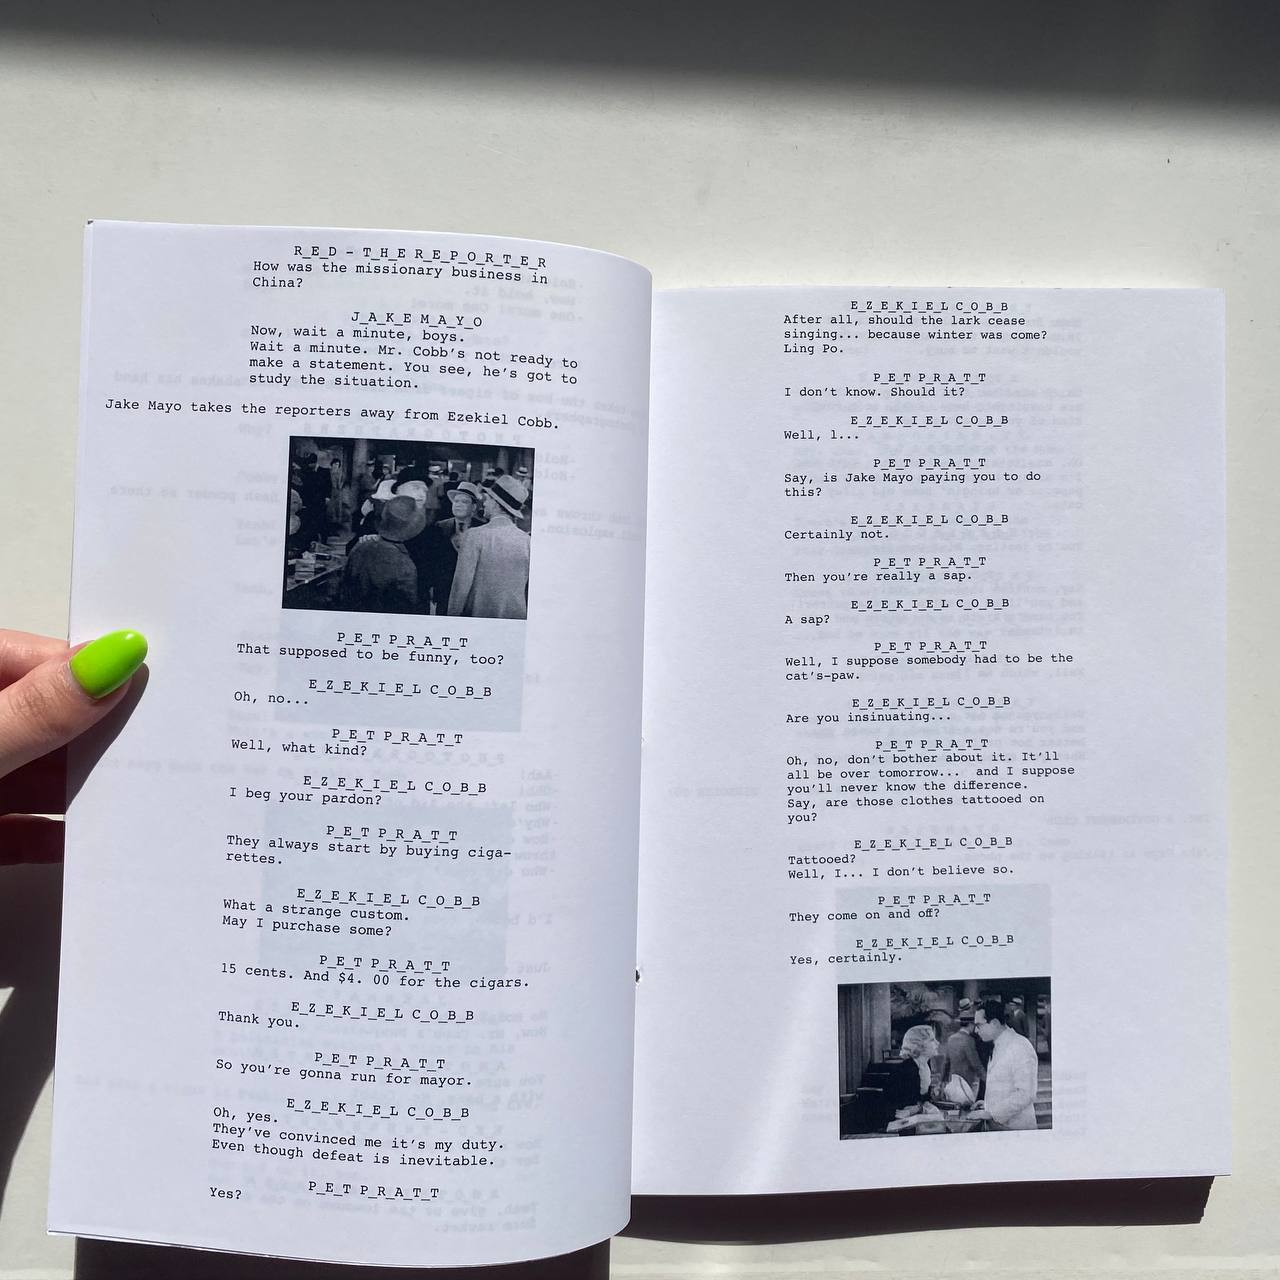 R_E_D - T_H_E R_E_P_O_R_T_E_R
How was the missionary business in
China?
J_A_K_E M_A_Y_O
Now, wait a minute, boys.
Wait a minute. Mr. Cobb's not ready to
make a statement. You see, he's got to
study the situation.
Jake Mayo takes the reporters away from Ezekiel Cobb.
P_E_T P_R_A_T_T
That supposed to be funny, too?
E_Z_E_K_I_E_L C_O_B_B
Oh, no...
P_E_T P_R_A_T_T
Well, what kind?
E_Z_E_K_I_E_L C_O_B_B
I beg your pardon?
P_E_T P_R_A_T_T
They always start by buying ciga-
rettes.
E_Z_E_K_I_E_L C_O_B_B
What a strange custom.
May I purchase some?
P_E_T P_R_A_T_T
15 cents. And $4. 00 for the cigars.
E_Z_E_K_I_E_L C_O_B_B
Thank you.
P_E_T P_R_A_T_T
So you're gonna run for mayor.
E_Z_E_K_I_E_L C_O_B_B
Oh, yes.
They've convinced me it's my duty.
Even though defeat is inevitable.
P_E_T P_R_A_T_T
Yes?
E_Z_E_K_I_E_L C_O_B_B
After all, should the lark cease
singing... because winter was come?
Ling Po.
P_E_T P_R_A_T_T
I don't know. Should it?
E_Z_E_K_I_E_L C_O_B_B
Well, l...
P_E_T P_R_A_T_T
Say, is Jake Mayo paying you to do
this?
E_Z_E_K_I_E_L C_O_B_B
Certainly not.
P_E_T P_R_A_T_T
Then you're really a sap.
E_Z_E_K_I_E_L C_O_B_B
A sap?
P_E_T P_R_A_T_T
Well, I suppose somebody had to be the
cat's-paw.
E_Z_E_K_I_E_L C_O_B_B
Are you insinuating...
P_E_T P_R_A_T_T
Oh, no, don't bother about it. It'll
all be over tomorrow... and I suppose
you'll never know the difference.
Say, are those clothes tattooed on
you?
E_Z_E_K_I_E_L C_O_B_B
Tattooed?
Well, I... I don't believe so.
P_E_T P_R_A_T_T
They come on and off?
E_Z_E_K_I_E_L C_O_B_B
Yes, certainly.